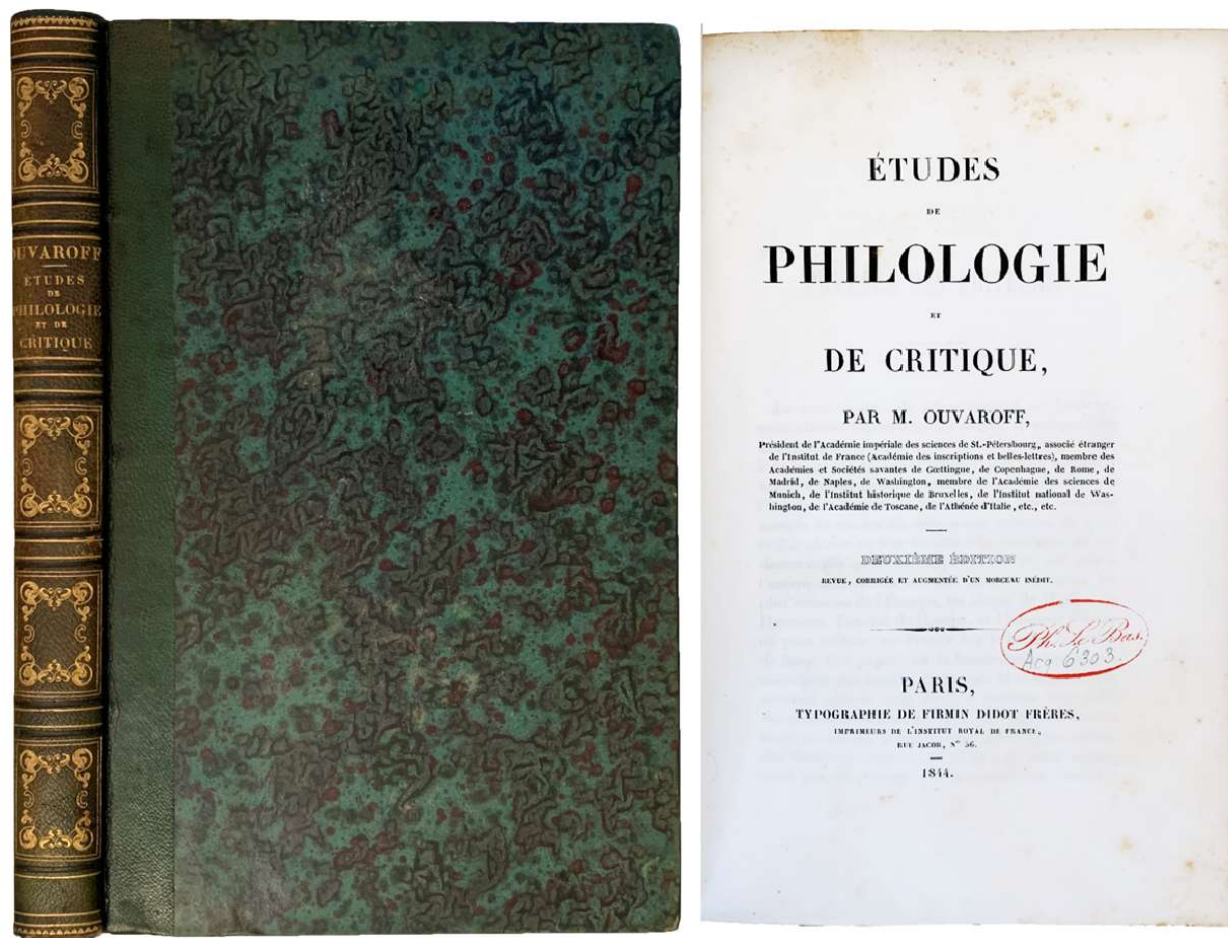 OUVAROFF
ÉTUDES
DE
PHILOLOGIE
ET DE
CRITIQUE
ÉTUDES
DE
PHILOLOGIE
ET
DE CRITIQUE,
PAR M. OUVAROFF,
Président de l'Académie impériale des sciences de St.-Pétersbourg, associé étranger
de l'Institut de France (Académie des inscriptions et belles-lettres), membre des
Académies et Sociétés savantes de Gœttingue, de Copenhague, de Rome, de
Madrid, de Naples, de Washington, membre de l'Académie des sciences de
Munich, de l'Institut historique de Bruxelles, de l'Institut national de Was-
hington, de l'Académie de Toscane, de l'Athénée d'Italie, etc., etc.
DEUXIÈME ÉDITION
REVUE, CORRIGÉE ET AUGMENTÉE D'UN MORCEAU INÉDIT.
Ph. Le Bas.
Acq 6303.
PARIS,
TYPOGRAPHIE DE FIRMIN DIDOT FRÈRES,
IMPRIMEURS DE L'INSTITUT ROYAL DE FRANCE,
RUE JACOB, N° 56.
1844.